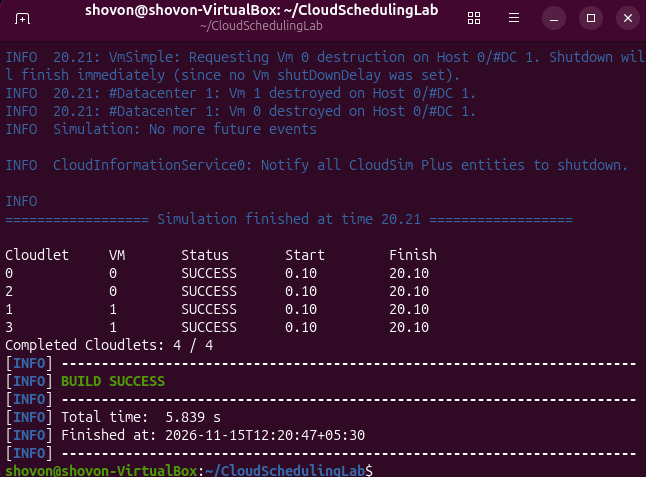 shovon@shovon-VirtualBox: ~/CloudSchedulingLab
~/CloudSchedulingLab
INFO  20.21: VmSimple: Requesting Vm 0 destruction on Host 0/#DC 1. Shutdown wil
l finish immediately (since no Vm shutDownDelay was set).
INFO  20.21: #Datacenter 1: Vm 1 destroyed on Host 0/#DC 1.
INFO  20.21: #Datacenter 1: Vm 0 destroyed on Host 0/#DC 1.
INFO  Simulation: No more future events
INFO  CloudInformationService0: Notify all CloudSim Plus entities to shutdown.
INFO
================== Simulation finished at time 20.21 ==================
Cloudlet     VM       Status       Start        Finish
0            0        SUCCESS      0.10         20.10
2            0        SUCCESS      0.10         20.10
1            1        SUCCESS      0.10         20.10
3            1        SUCCESS      0.10         20.10
Completed Cloudlets: 4 / 4
[INFO] ------------------------------------------------------------------------
[INFO] BUILD SUCCESS
[INFO] ------------------------------------------------------------------------
[INFO] Total time:  5.839 s
[INFO] Finished at: 2026-11-15T12:20:47+05:30
[INFO] ------------------------------------------------------------------------
shovon@shovon-VirtualBox:~/CloudSchedulingLab$